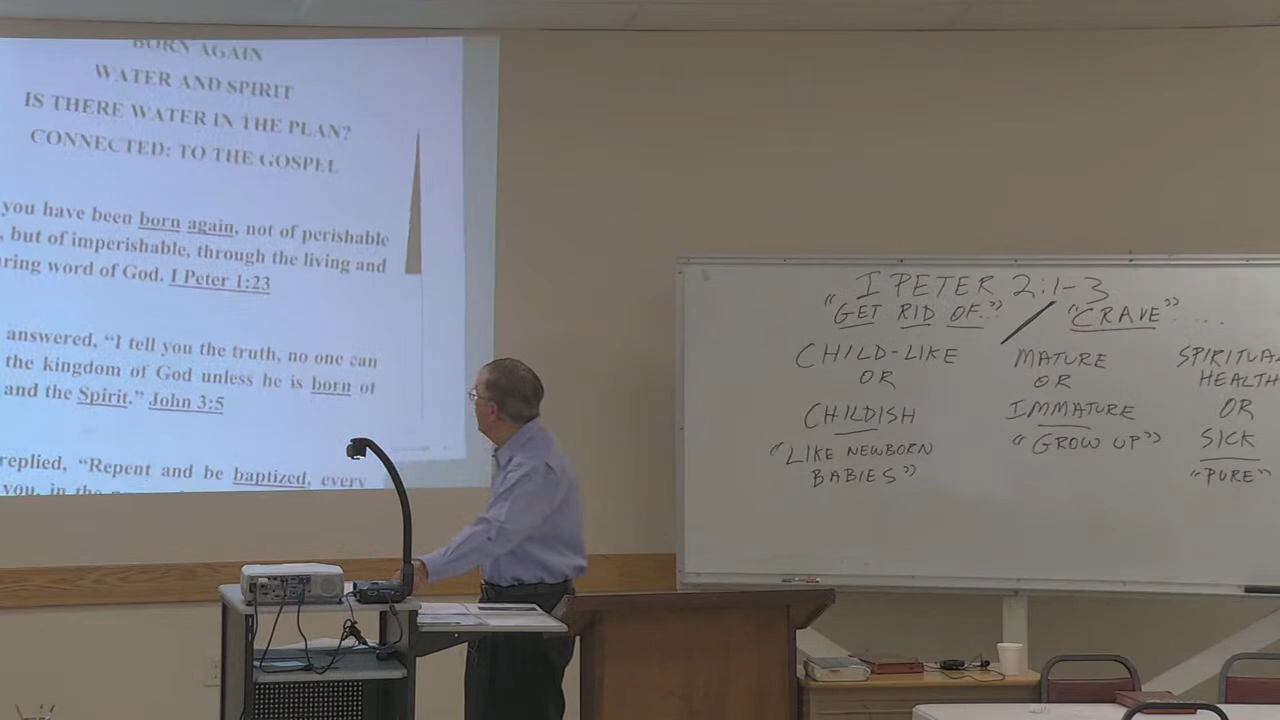 BORN AGAIN
WATER AND SPIRIT
IS THERE WATER IN THE PLAN?
CONNECTED: TO THE GOSPEL
you have been born again, not of perishable
, but of imperishable, through the living and
ring word of God. I Peter 1:23
answered, “I tell you the truth, no one can
the kingdom of God unless he is born of
and the Spirit.” John 3:5
replied, “Repent and be baptized, every
you, in the
I PETER 2:1-3
"GET RID OF.." / "CRAVE" ....
CHILD-LIKE
OR
CHILDISH
"LIKE NEWBORN
BABIES"
MATURE
OR
IMMATURE
"GROW UP"
SPIRITUA
HEALTH
OR
SICK
"PURE"